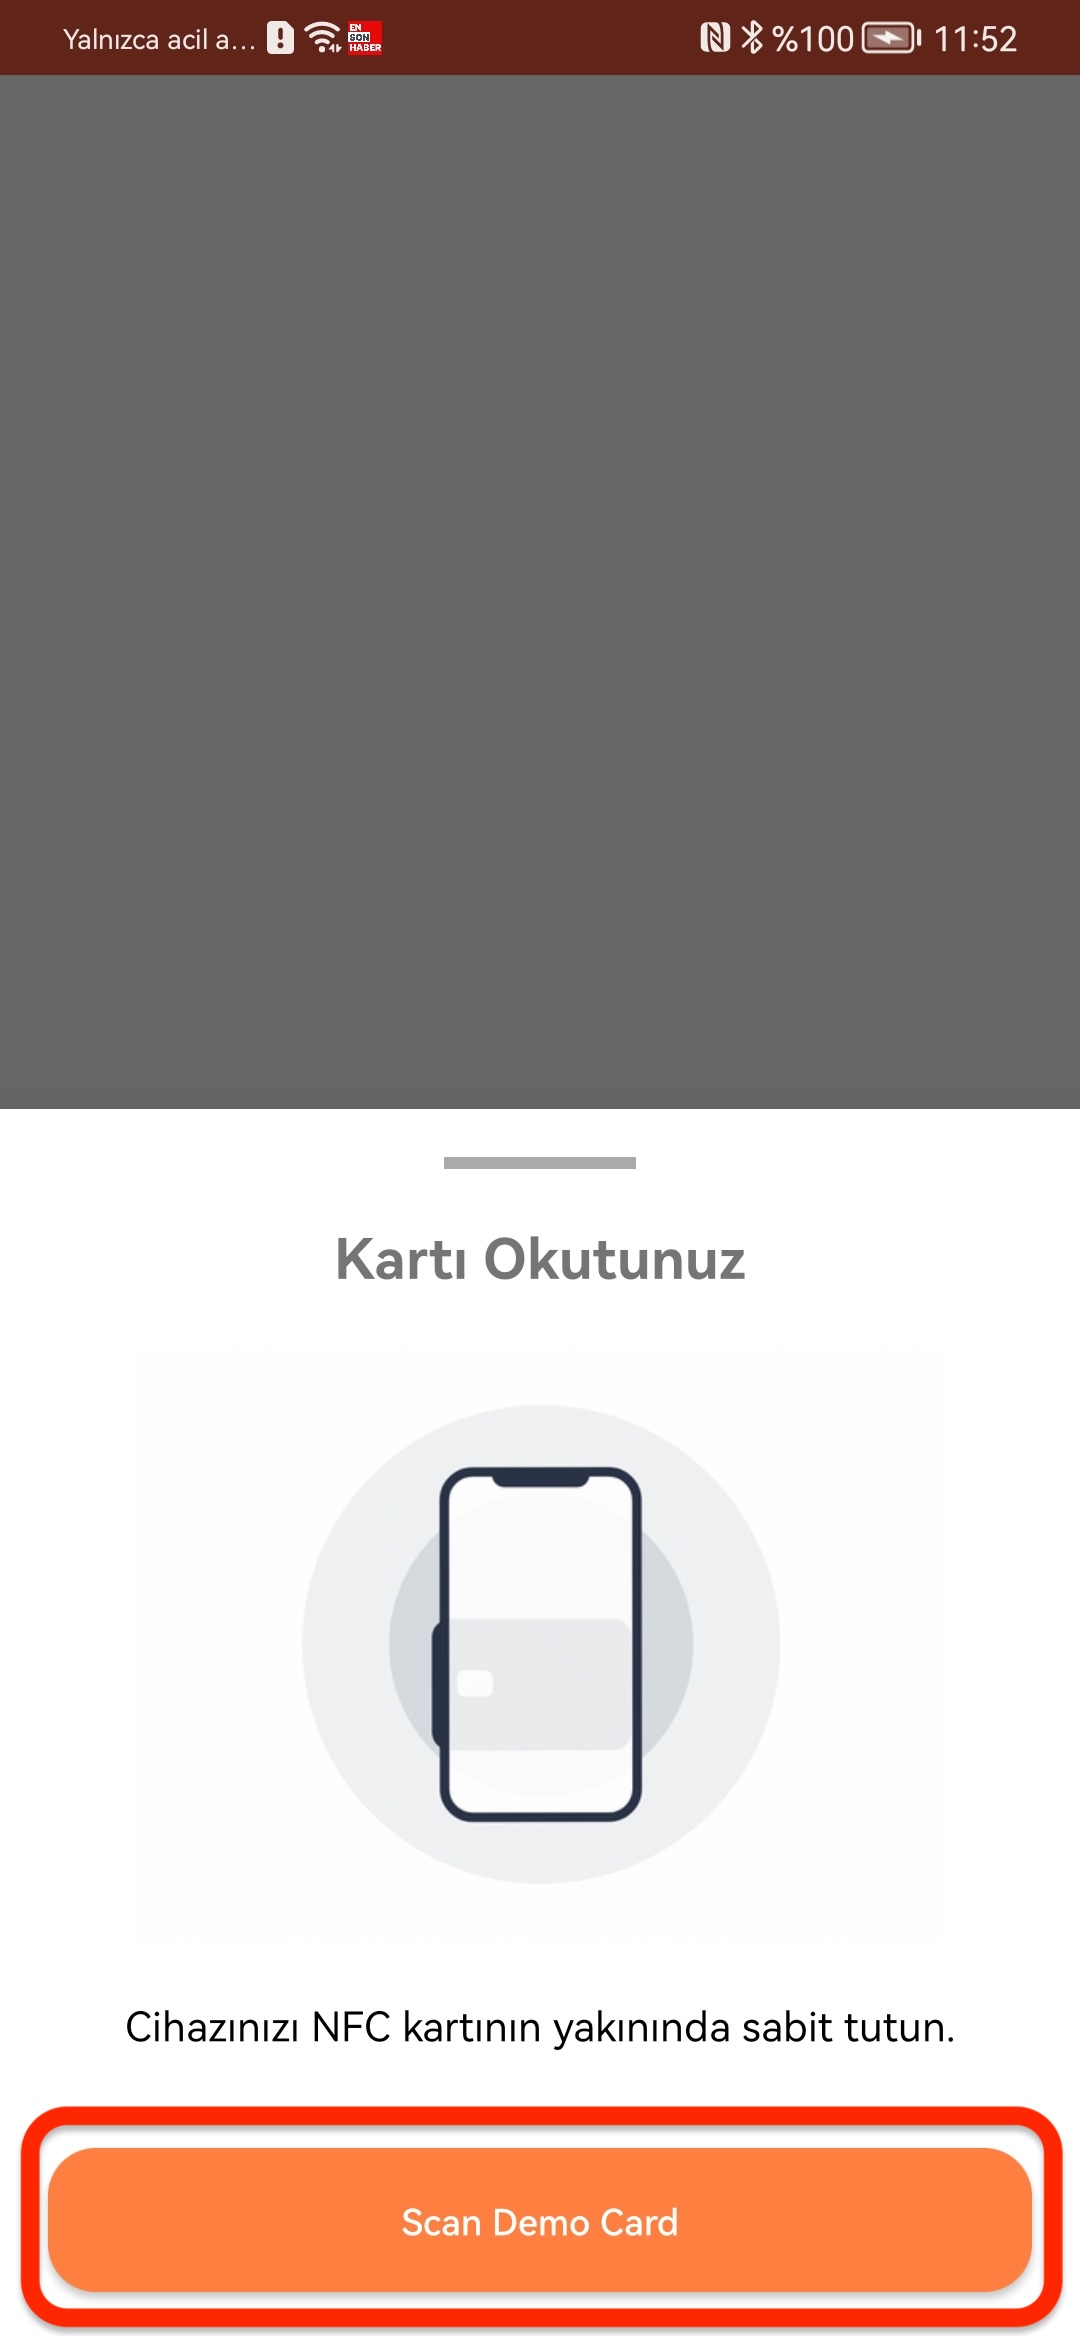 Yalnızca acil a... EN SON HABER %100 11:52
Kartı Okutunuz
Cihazınızı NFC kartının yakınında sabit tutun.
Scan Demo Card